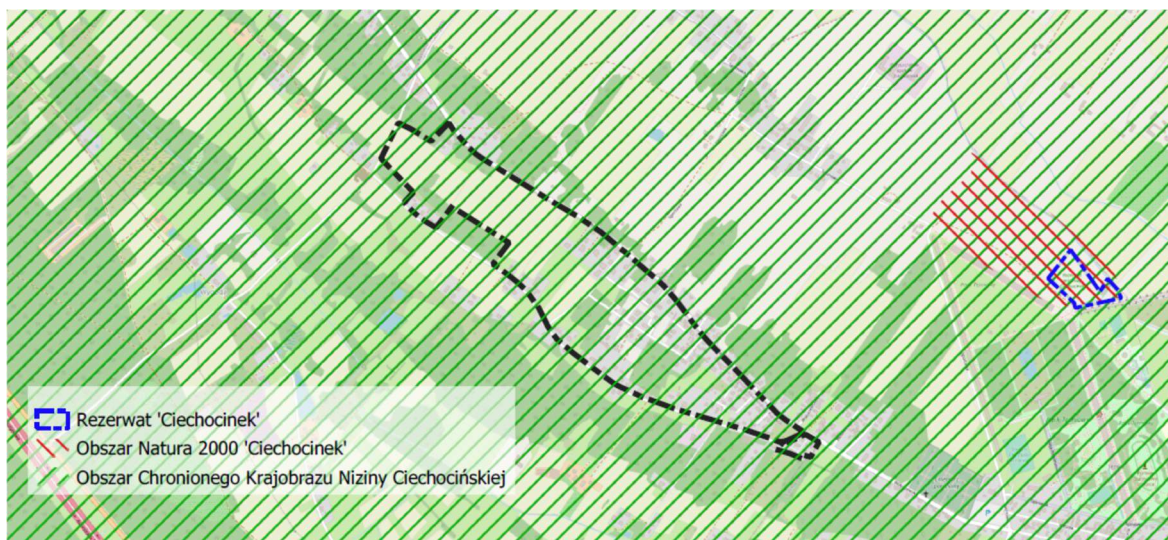 Rezerwat 'Ciechocinek'
Obszar Natura 2000 'Ciechocinek'
Obszar Chronionego Krajobrazu Niziny Ciechocińskiej